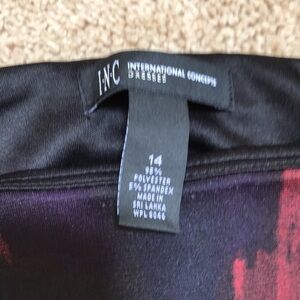 I·N·C
INTERNATIONAL CONCEPTS
DRESSES
14
95%
POLYESTER
5% SPANDEX
MADE IN
SRI LANKA
WPL 6046